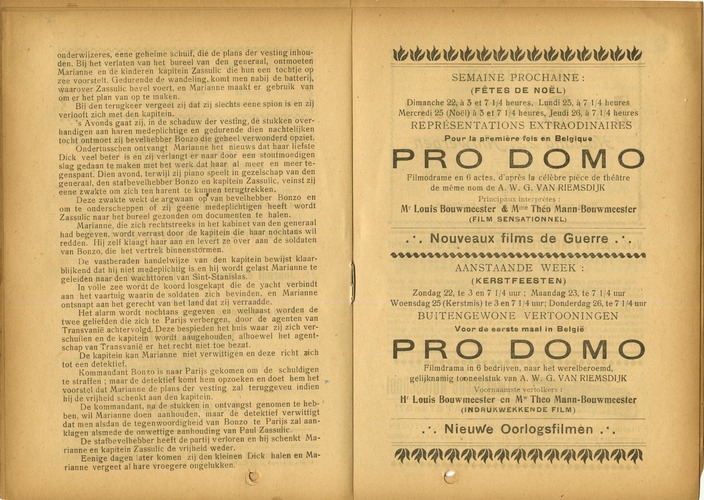 onderwijzeres, eene geheime schuif, die de plans der vesting inhou-
den. Bij het verlaten van het bureel van den generaal, ontmoeten
Marianne en de kinderen kapitein Zassulic die hun een tochtje op
zee voorstelt. Gedurende de wandeling, komt men nabij de batterij,
waarover Zassulic bevel voert, en Marianne maakt er gebruik van
om er het plan van op te maken.
Bij den terugkeer vergeet zij dat zij slechts eene spion is en zij
verlooft zich met den kapitein.
's Avonds gaat zij, in de schaduw der vesting, de stukken over-
handigen aan haren medeplichtige en gedurende dien nachtelijken
tocht ontmoet zij bevelhebber Bonzo die geheel verwonderd opziet.
Ondertusschen ontvangt Marianne het nieuws dat haar liefste
Dick veel beter is en zij verlangt er naar door een stoutmoedigen
slag gedaan te maken met het werk dat haar al meer en meer te-
genspant. Dien avond, terwijl zij piano speelt in gezelschap van den
generaal, den stafbevelhebber Bonzo en kapitein Zassulic, veinst zij
eene zwakte om zich ten harent te kunnen terugtrekken.
Deze zwakte wekt de argwaan op van bevelhebber Bonzo en
om te onderscheppen of zij geene medeplichtigen heeft wordt
Zassulic naar het bureel gezonden om documenten te halen.
Marianne, die zich rechtstreeks in het kabinet van den generaal
had begeven, wordt verrast door de kapitein die haar nochtans wil
redden. Hij zelf klaagt haar aan en levert ze over aan de soldaten
van Bonzo, die het vertrek binnenstormen.
De vastberaden handelwijze van den kapitein bewijst klaar-
blijkend dat hij niet medeplichtig is en hij wordt gelast Marianne te
geleiden naar den wachttoren van Sint-Stanislas.
In volle zee wordt de koord losgekapt die de yacht verbindt
aan het vaartuig waarin de soldaten zich bevinden, en Marianne
ontsnapt aan het gerecht van het land dat zij verraadde.
Het alarm wordt nochtans gegeven en welhaast worden de
twee gelieven die zich te Parijs verbergen, door de agenten van
Transvanië achtervolgd. Deze bespieden het huis waar zij zich ver-
schuilen en de kapitein wordt aangehouden, alhoewel het agent-
schap van Transvanië er het recht niet toe bezat.
De kapitein kan Marianne niet verwittigen en deze richt zich
tot een detektief.
Kommandant Bonzo is naar Parijs gekomen om de schuldigen
te straffen; maar de detektief komt hem opzoeken en doet hem het
voorstel dat Marianne de plans der vesting zal teruggeven indien
hij de vrijheid schenkt aan den kapitein.
De kommandant, na de stukken in ontvangst genomen te heb-
ben, wil Marianne doen aanhouden, maar de detektief verwittigt
dat men alsdan de tegenwoordigheid van Bonzo te Parijs zal aan-
klagen alsmede de onwettige aanhouding van Paul Zassulic.
De stafbevelhebber heeft de partij verloren en hij schenkt Ma-
rianne en kapitein Zassulic de vrijheid weder.
Eenige dagen later komen zij den kleinen Dick halen en Ma-
rianne vergeet al hare vroegere ongelukken.
SEMAINE PROCHAINE :
(FÊTES DE NOËL)
Dimanche 22, à 3 et 7 1/4 heures, Lundi 23, à 7 1/4 heures
Mercredi 25 (Noël) à 3 et 7 1/4 heures, Jeudi 26, à 7 1/4 heures
REPRÉSENTATIONS EXTRAODINAIRES
Pour la première fois en Belgique
PRO DOMO
Filmodrame en 6 actes, d'après la célèbre pièce de théâtre
de même nom de A. W. G. VAN RIEMSDIJK
Principaux interprètes :
Mr Louis Bouwmeester & Mme Théo Mann-Bouwmeester
(FILM SENSATIONNEL)
Nouveaux films de Guerre
AANSTAANDE WEEK :
(KERSTFEESTEN)
Zondag 22, te 3 en 7 1/4 uur ; Maandag 23, te 7 1/4 uur
Woensdag 25 (Kerstmis) te 3 en 7 1/4 uur; Donderdag 26, te 7 1/4 uur
BUITENGEWONE VERTOONINGEN
Voor de eerste maal in België
PRO DOMO
Filmdrama in 6 bedrijven, naar het wereldberoemd,
gelijknamig tooneelstuk van A. W. G. VAN RIEMSDIJK
Voornaamste vertolkers :
Hr Louis Bouwmeester en Mw Theo Mann-Bouwmeester
(INDRUKWEKKENDE FILM)
Nieuwe Oorlogsfilmen